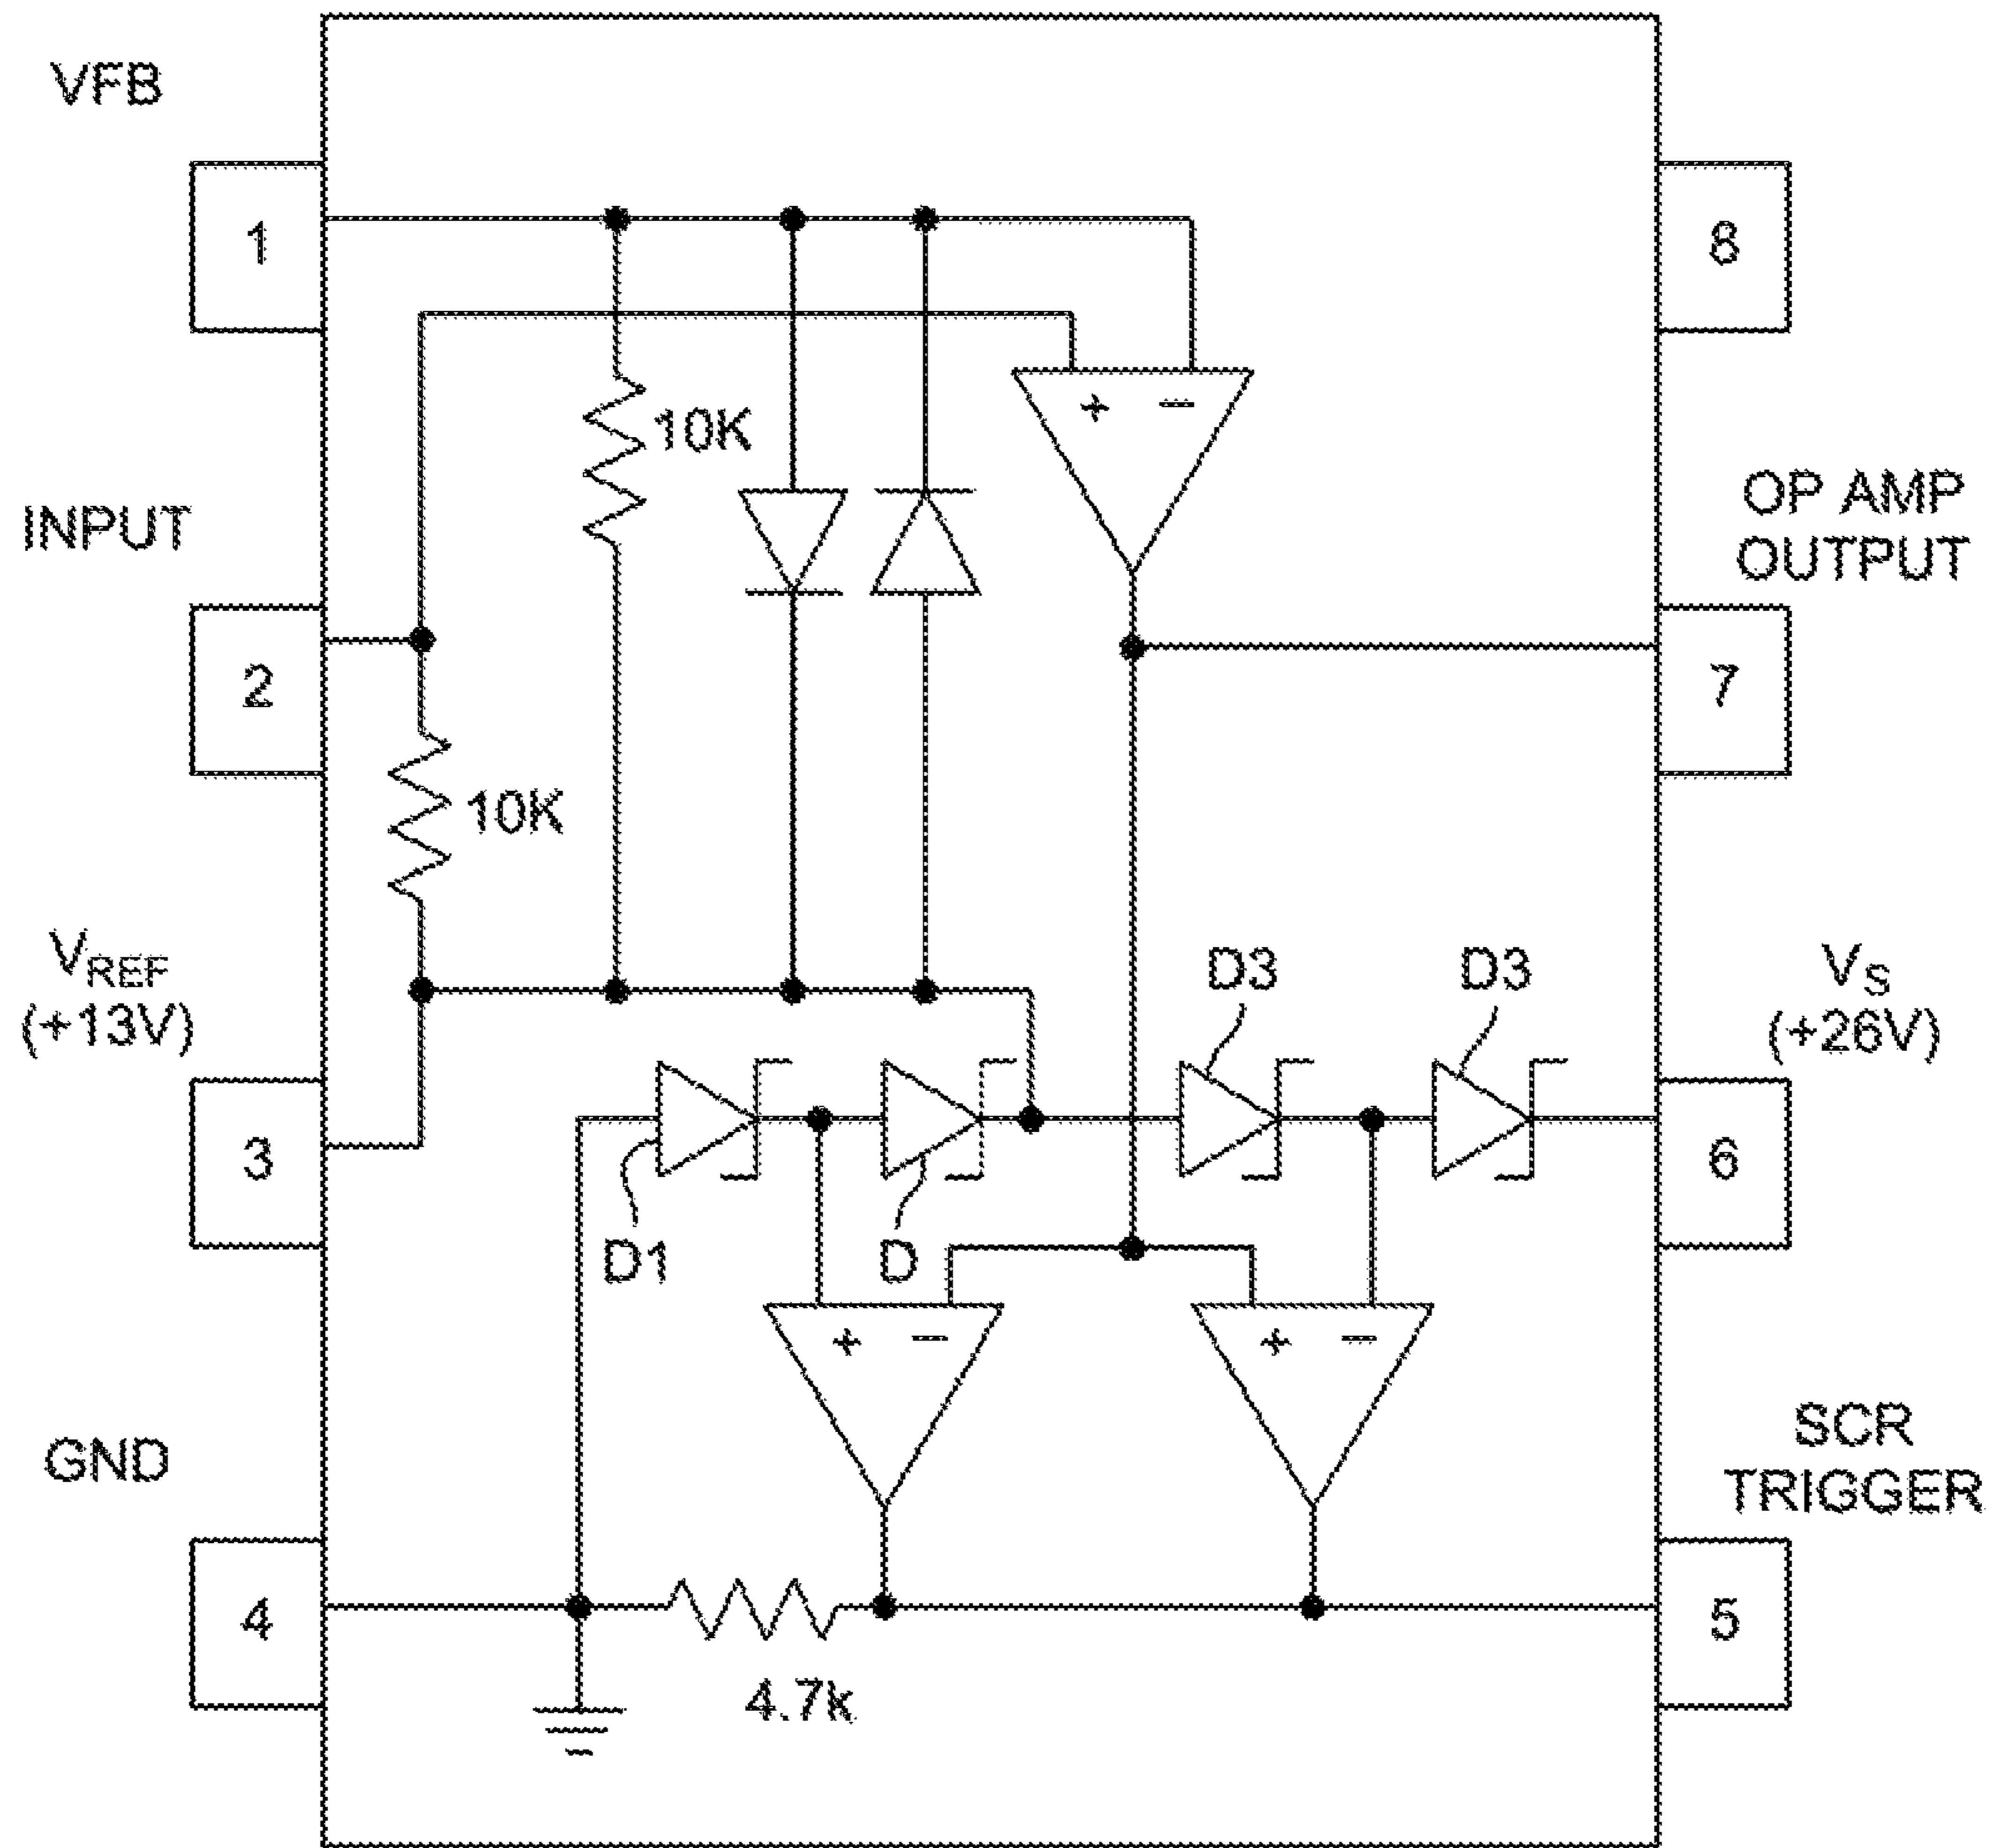 VFB
1
8
+ −
10K
INPUT
OP AMP
OUTPUT
2
7
10K
VREF
(+13V)
D3
D3
VS
(+26V)
3
6
D1
D
+ −
+ −
GND
SCR
TRIGGER
4
5
4.7k